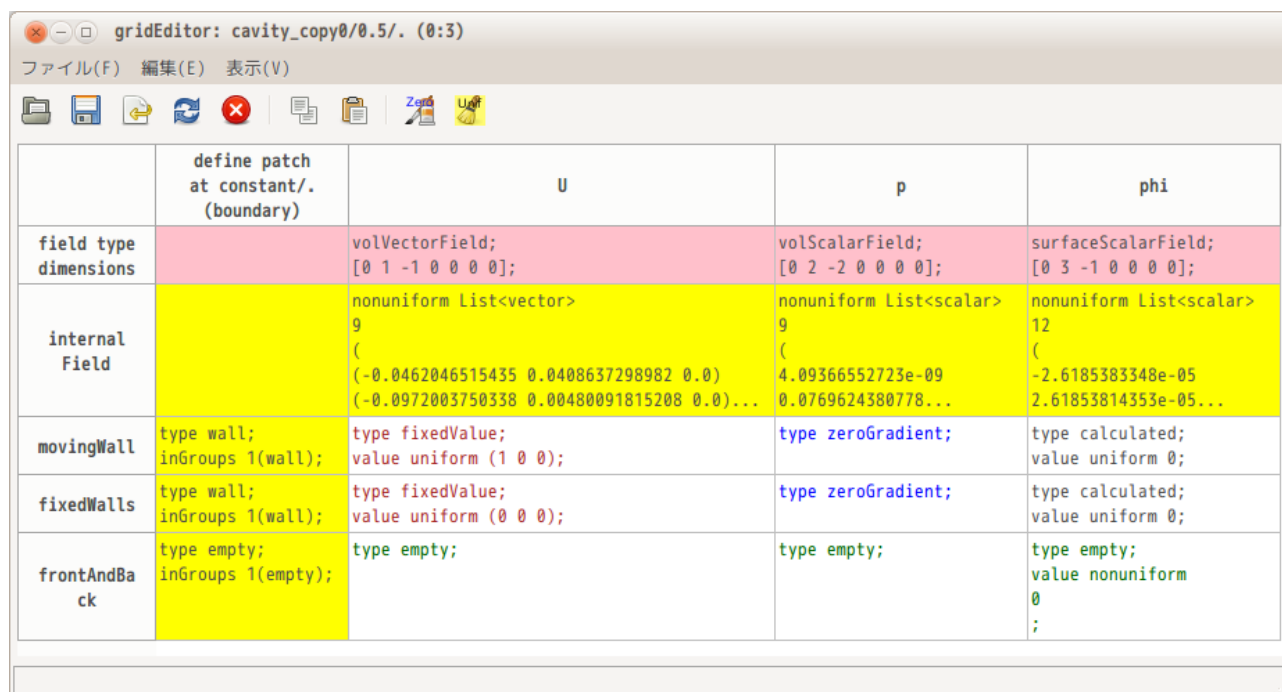 gridEditor: cavity_copy0/0.5/. (0:3)
ファイル(F) 編集(E) 表示(V)
Zero
Unif
define patch
at constant/.
(boundary)
U
p
phi
field type
dimensions
volVectorField;
[0 1 -1 0 0 0 0];
volScalarField;
[0 2 -2 0 0 0 0];
surfaceScalarField;
[0 3 -1 0 0 0 0];
internal
Field
nonuniform List<vector>
9
(
(-0.0462046515435 0.0408637298982 0.0)
(-0.0972003750338 0.00480091815208 0.0)...
nonuniform List<scalar>
9
(
4.09366552723e-09
0.0769624380778...
nonuniform List<scalar>
12
(
-2.6185383348e-05
2.61853814353e-05...
movingWall
type wall;
inGroups 1(wall);
type fixedValue;
value uniform (1 0 0);
type zeroGradient;
type calculated;
value uniform 0;
fixedWalls
type wall;
inGroups 1(wall);
type fixedValue;
value uniform (0 0 0);
type zeroGradient;
type calculated;
value uniform 0;
frontAndBa
ck
type empty;
inGroups 1(empty);
type empty;
type empty;
type empty;
value nonuniform
0
;